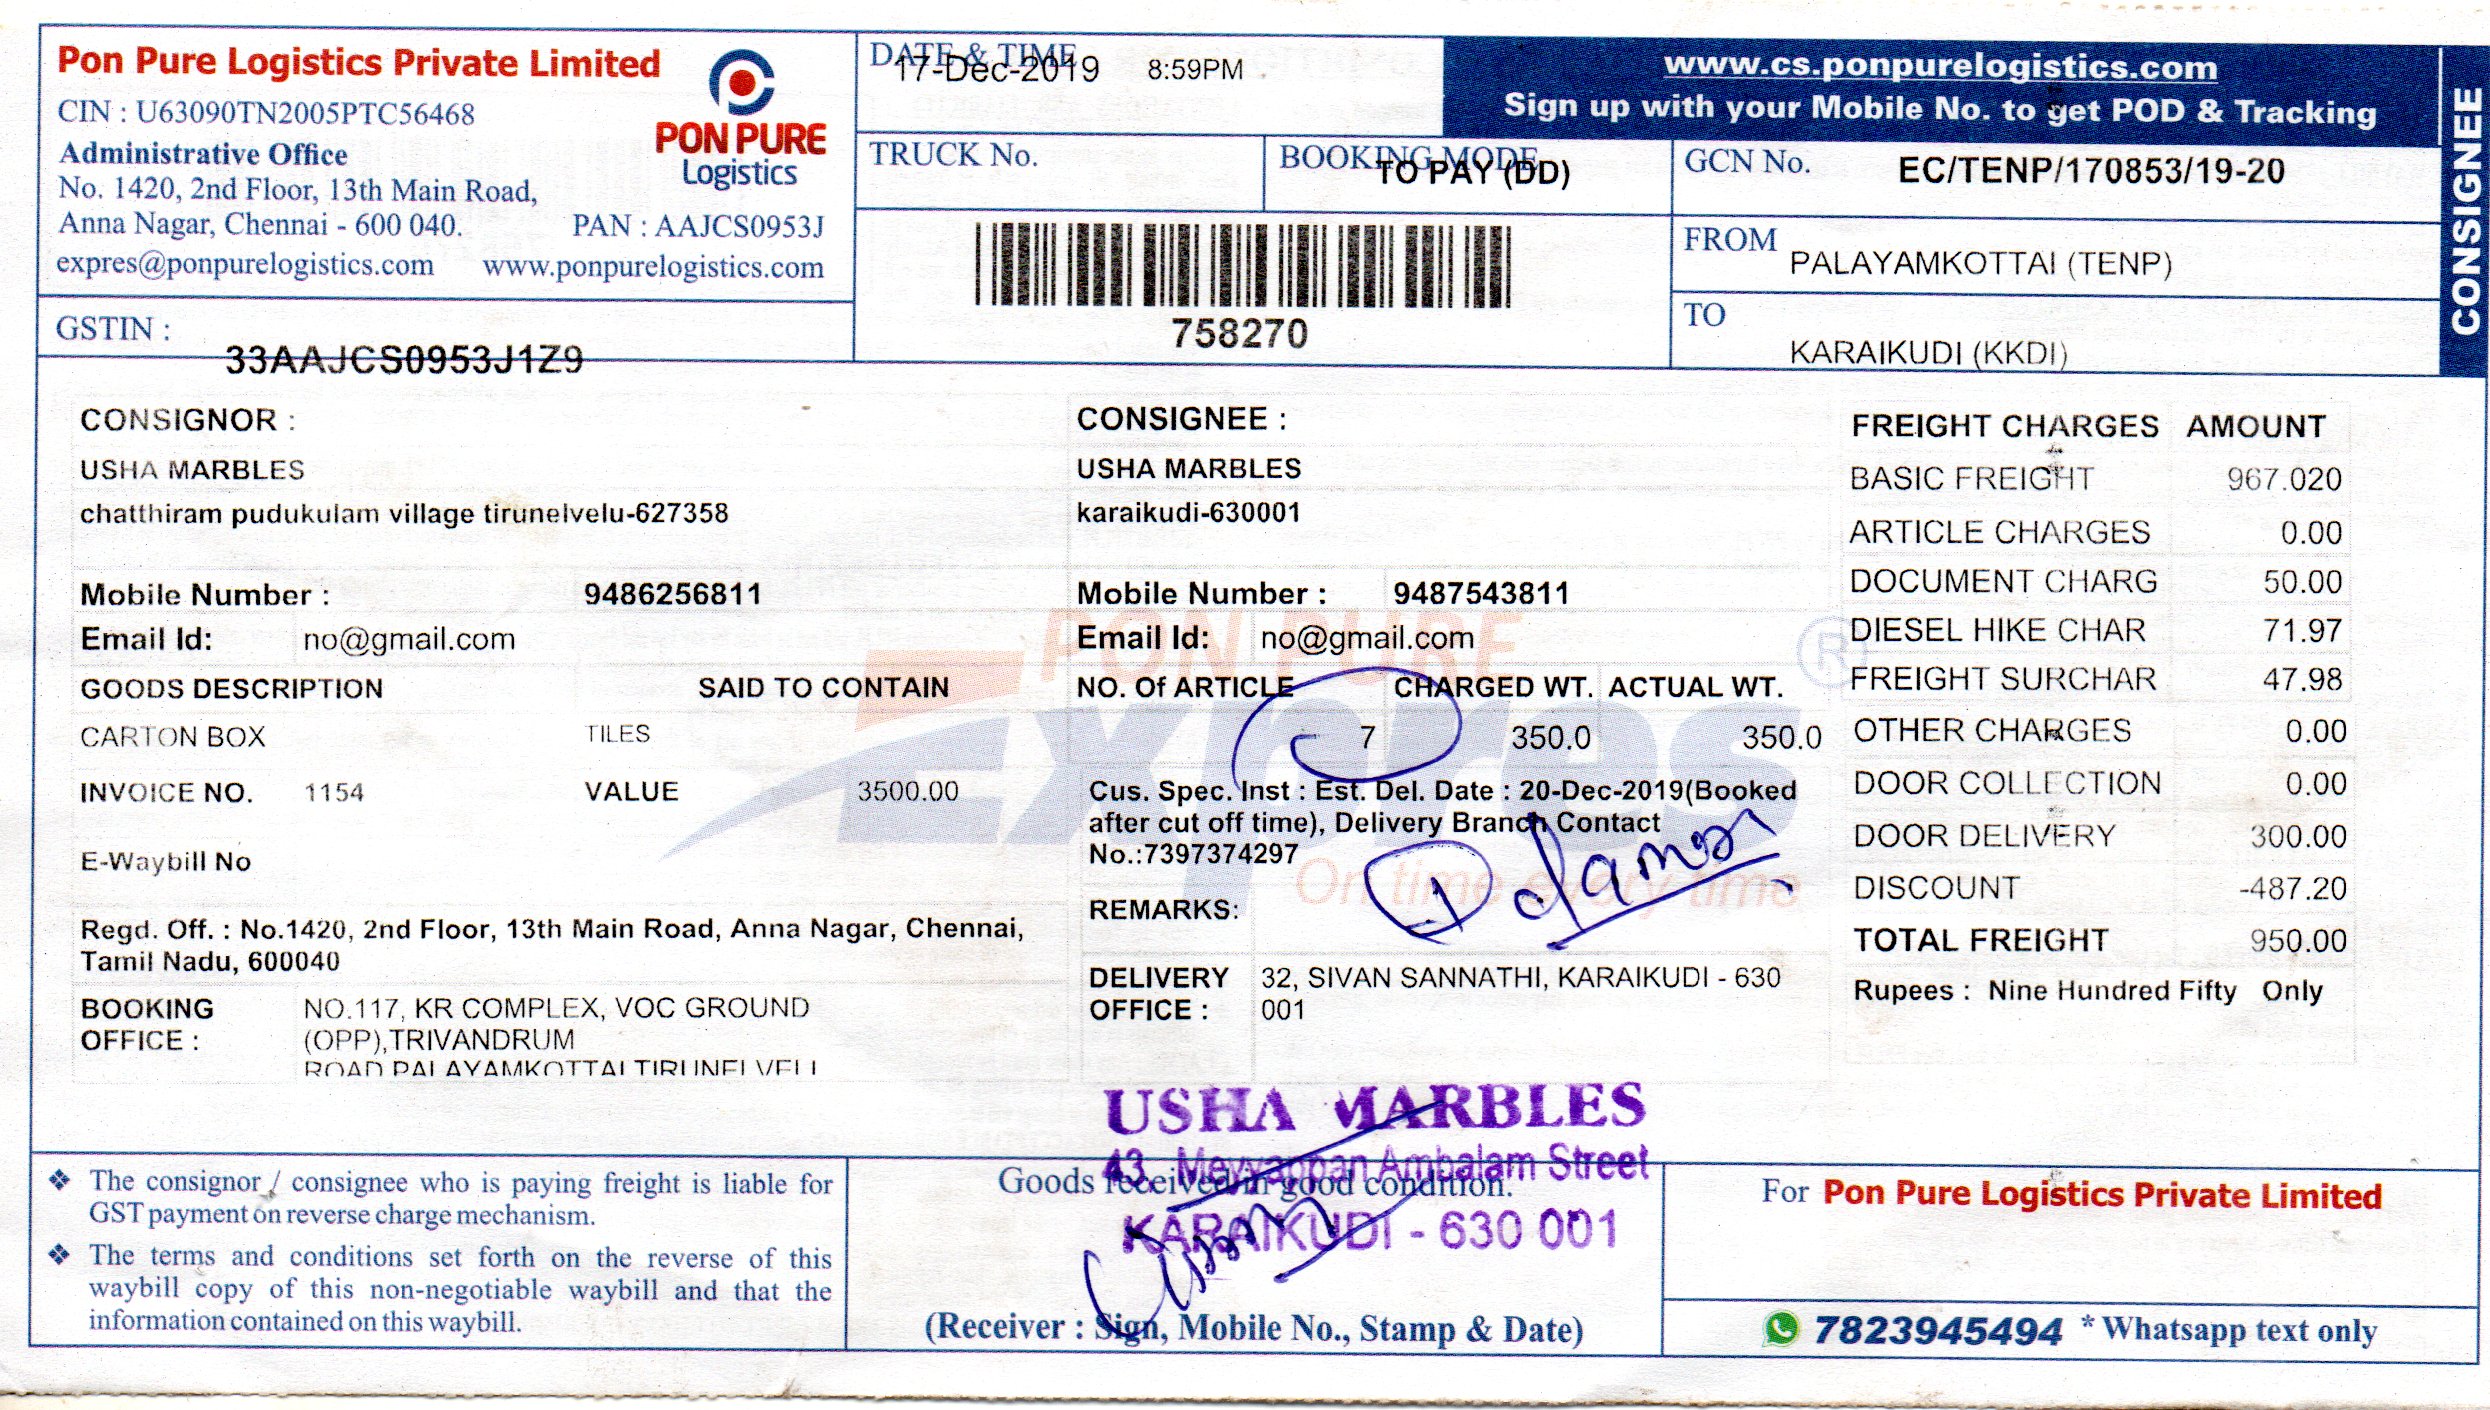 Pon Pure Logistics Private Limited
CIN : U63090TN2005PTC56468
Administrative Office
No. 1420, 2nd Floor, 13th Main Road,
Anna Nagar, Chennai - 600 040. PAN : AAJCS0953J
expres@ponpurelogistics.com www.ponpurelogistics.com
PON PURE
Logistics
GSTIN :
33AAJCS0953J1Z9
DATE & TIME
17-Dec-2019 8:59PM
www.cs.ponpurelogistics.com
Sign up with your Mobile No. to get POD & Tracking
CONSIGNEE
TRUCK No.
BOOKING MODE
TO PAY (DD)
GCN No. EC/TENP/170853/19-20
758270
FROM PALAYAMKOTTAI (TENP)
TO
KARAIKUDI (KKDI)
CONSIGNOR :
USHA MARBLES
chatthiram pudukulam village tirunelvelu-627358
Mobile Number : 9486256811
Email Id: no@gmail.com
GOODS DESCRIPTION SAID TO CONTAIN
CARTON BOX TILES
INVOICE NO. 1154 VALUE 3500.00
E-Waybill No
Regd. Off. : No.1420, 2nd Floor, 13th Main Road, Anna Nagar, Chennai,
Tamil Nadu, 600040
BOOKING OFFICE : NO.117, KR COMPLEX, VOC GROUND
(OPP),TRIVANDRUM
ROAD PALAYAMKOTTAI TIRUNELVELI
CONSIGNEE :
USHA MARBLES
karaikudi-630001
Mobile Number : 9487543811
Email Id: no@gmail.com
NO. Of ARTICLE CHARGED WT. ACTUAL WT.
7 350.0 350.0
Cus. Spec. Inst : Est. Del. Date : 20-Dec-2019(Booked
after cut off time), Delivery Branch Contact
No.:7397374297
REMARKS:
DELIVERY OFFICE : 32, SIVAN SANNATHI, KARAIKUDI - 630
001
PON PURE
Expres ®
On time every time
FREIGHT CHARGES AMOUNT
BASIC FREIGHT 967.020
ARTICLE CHARGES 0.00
DOCUMENT CHARG 50.00
DIESEL HIKE CHAR 71.97
FREIGHT SURCHAR 47.98
OTHER CHARGES 0.00
DOOR COLLECTION 0.00
DOOR DELIVERY 300.00
DISCOUNT -487.20
TOTAL FREIGHT 950.00
Rupees : Nine Hundred Fifty Only
❖ The consignor / consignee who is paying freight is liable for
GST payment on reverse charge mechanism.
❖ The terms and conditions set forth on the reverse of this
waybill copy of this non-negotiable waybill and that the
information contained on this waybill.
USHA MARBLES
43, Meyyappan Ambalam Street
KARAIKUDI - 630 001
Goods received in good condition.
(Receiver : Sign, Mobile No., Stamp & Date)
For Pon Pure Logistics Private Limited
7823945494 * Whatsapp text only